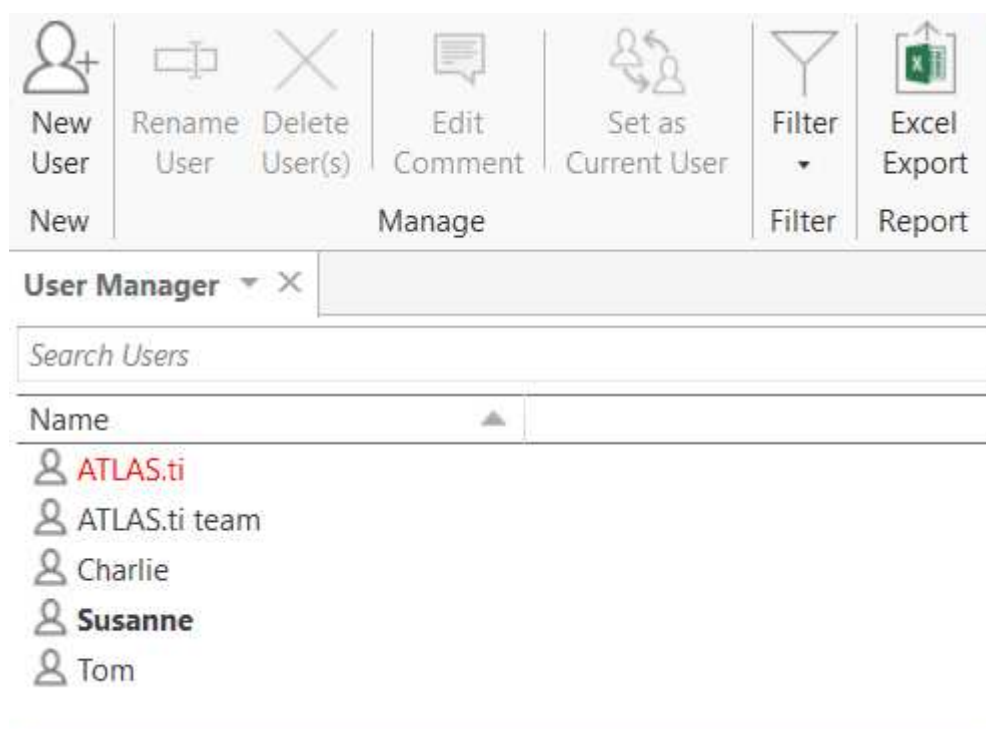 New Rename Delete Edit Set as Filter Excel
User User User(s) Comment Current User Export
New Manage Filter Report
User Manager
Search Users
Name
ATLAS.ti
ATLAS.ti team
Charlie
Susanne
Tom